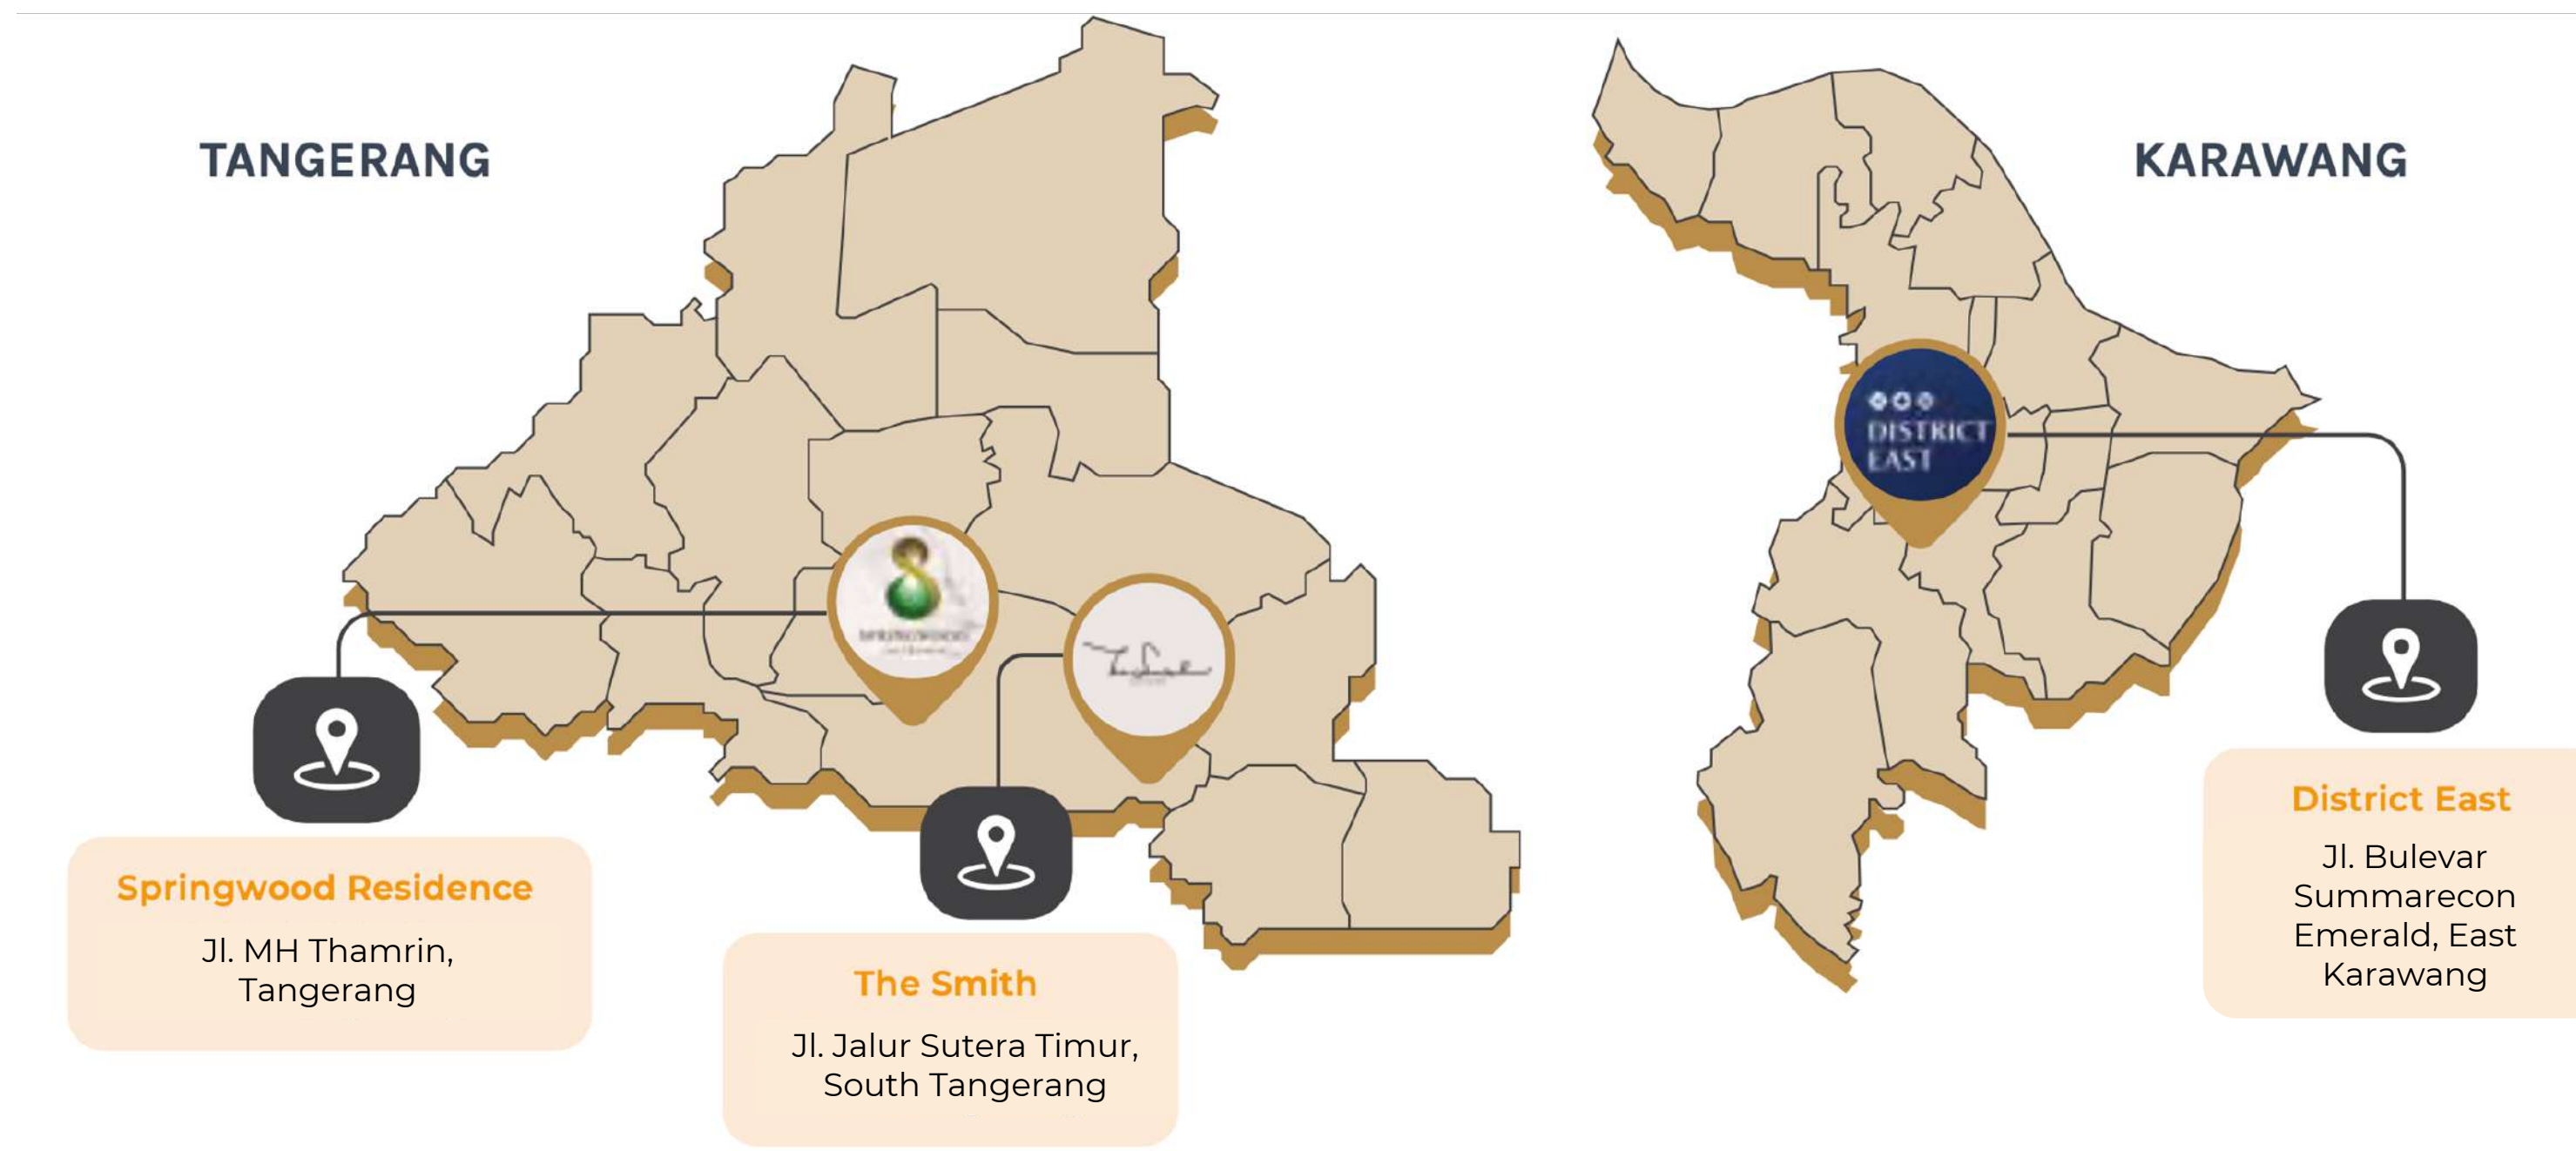 TANGERANG
KARAWANG
DISTRICT
EAST
SPRINGWOOD
Springwood Residence
Jl. MH Thamrin,
Tangerang
The Smith
Jl. Jalur Sutera Timur,
South Tangerang
District East
Jl. Bulevar
Summarecon
Emerald, East
Karawang